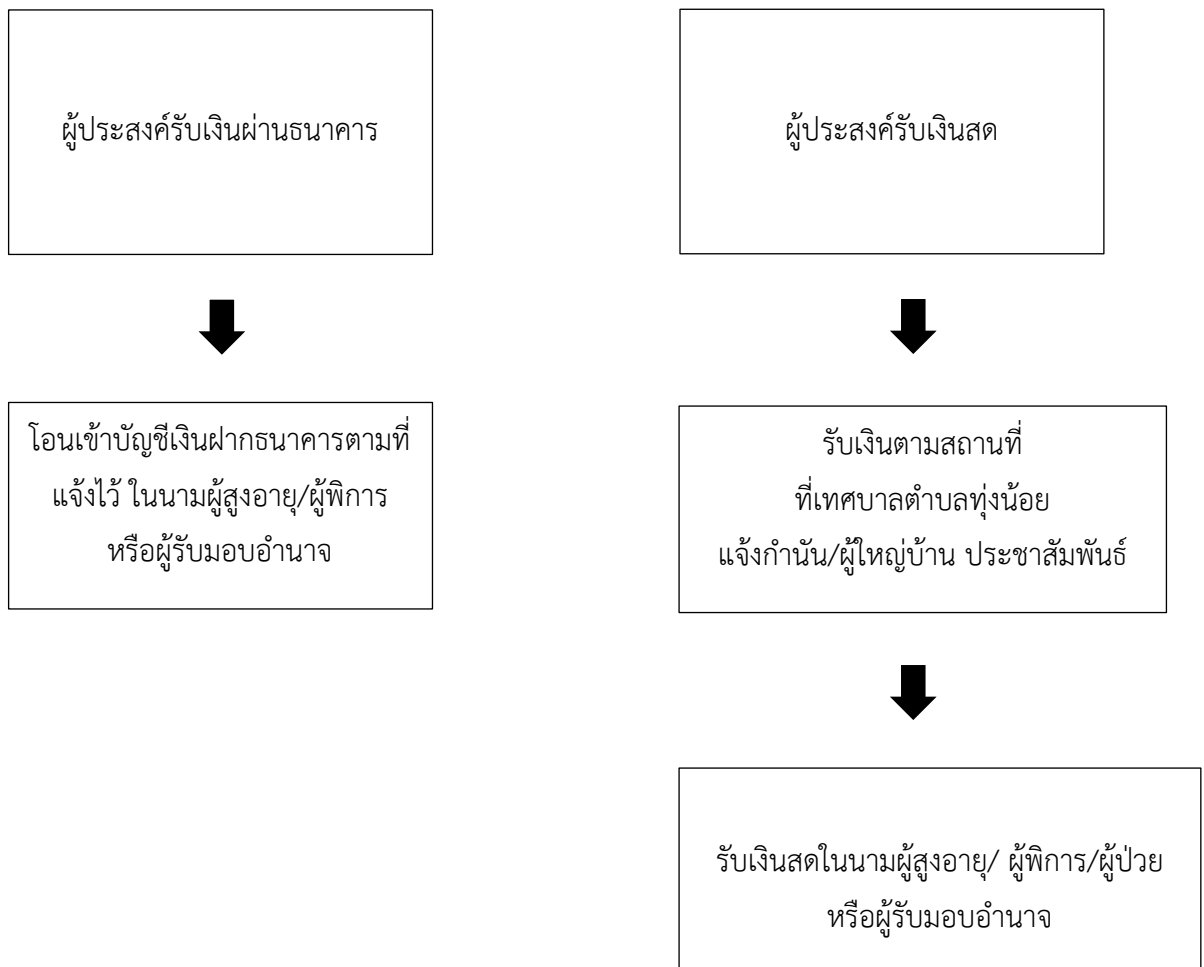 ผู้ประสงค์รับเงินผ่านธนาคาร
โอนเข้าบัญชีเงินฝากธนาคารตามที่
แจ้งไว้ ในนามผู้สูงอายุ/ผู้พิการ
หรือผู้รับมอบอำนาจ
ผู้ประสงค์รับเงินสด
รับเงินตามสถานที่
ที่เทศบาลตำบลทุ่งน้อย
แจ้งกำนัน/ผู้ใหญ่บ้าน ประชาสัมพันธ์
รับเงินสดในนามผู้สูงอายุ/ ผู้พิการ/ผู้ป่วย
หรือผู้รับมอบอำนาจ